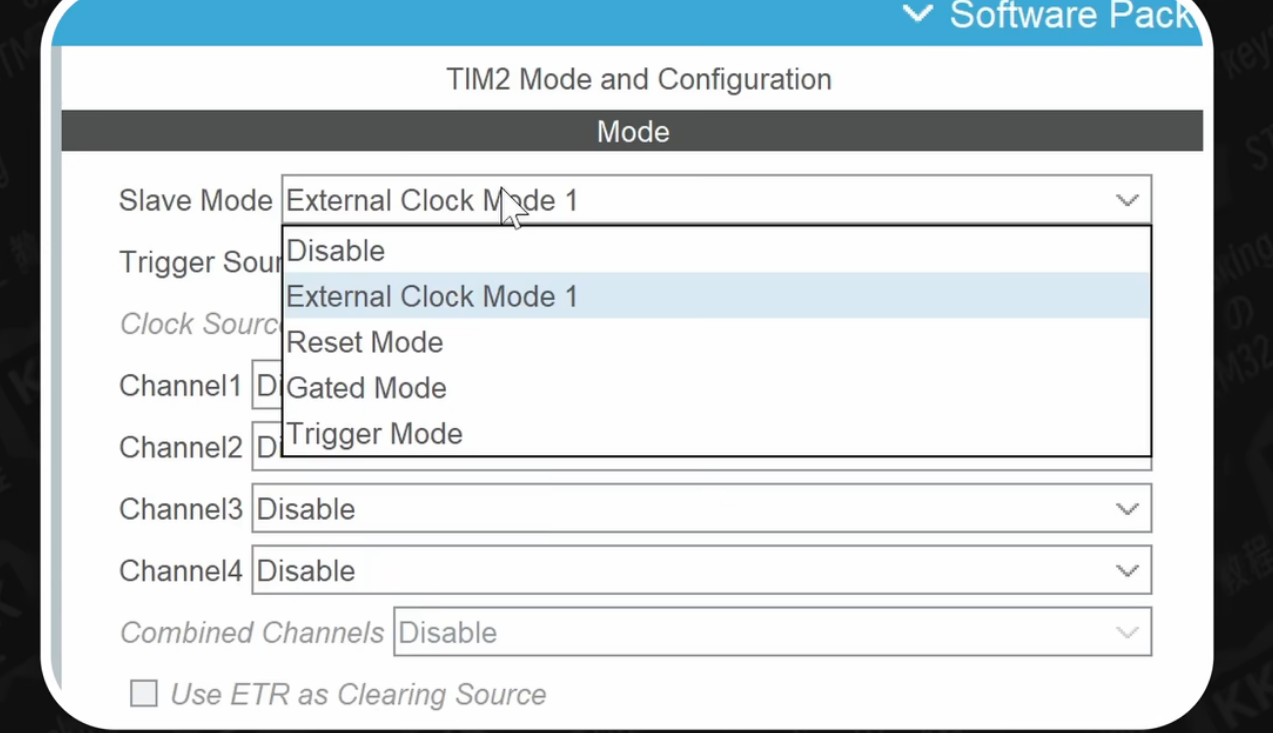 Software Pack
TIM2 Mode and Configuration
Mode
Slave Mode External Clock Mode 1
Disable
Trigger Sour
External Clock Mode 1
Clock Source
Reset Mode
Channel1 Di
Gated Mode
Channel2 Di
Trigger Mode
Channel3 Disable
Channel4 Disable
Combined Channels Disable
Use ETR as Clearing Source